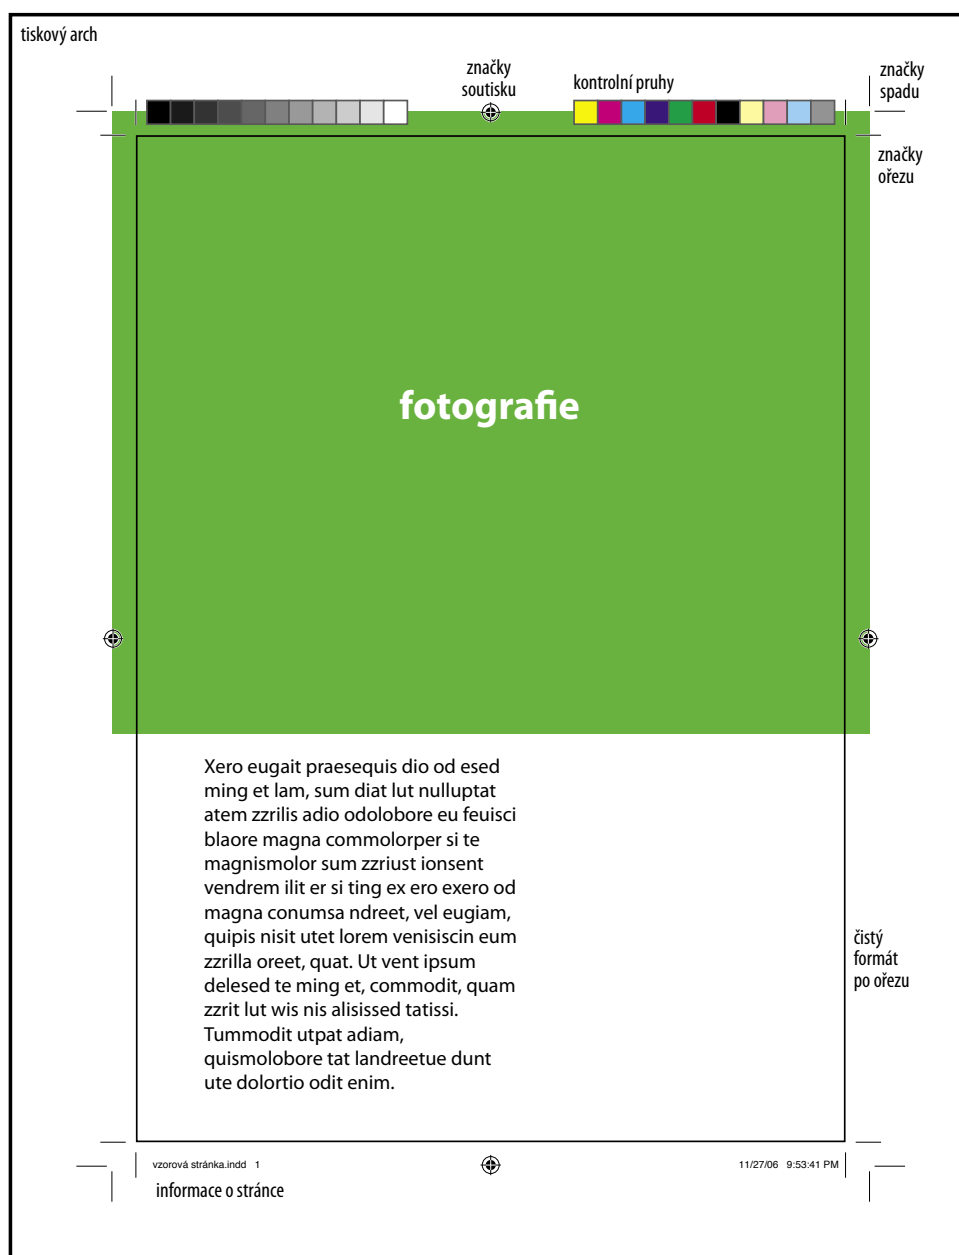 tiskový arch
značky
soutisku
kontrolní pruhy
značky
spadu
značky
ořezu
fotografie
Xero eugait praesequis dio od esed
ming et lam, sum diat lut nulluptat
atem zzrilis adio odolobore eu feuisci
blaore magna commolorper si te
magnismolor sum zzriust ionsent
vendrem ilit er si ting ex ero exero od
magna conumsa ndreet, vel eugiam,
quipis nisit utet lorem venisiscin eum
zzrilla oreet, quat. Ut vent ipsum
delesed te ming et, commodit, quam
zzrit lut wis nis alisissed tatissi.
Tummodit utpat adiam,
quismolobore tat landreetue dunt
ute dolortio odit enim.
čistý
formát
po ořezu
vzorová stránka.indd 1
11/27/06 9:53:41 PM
informace o stránce